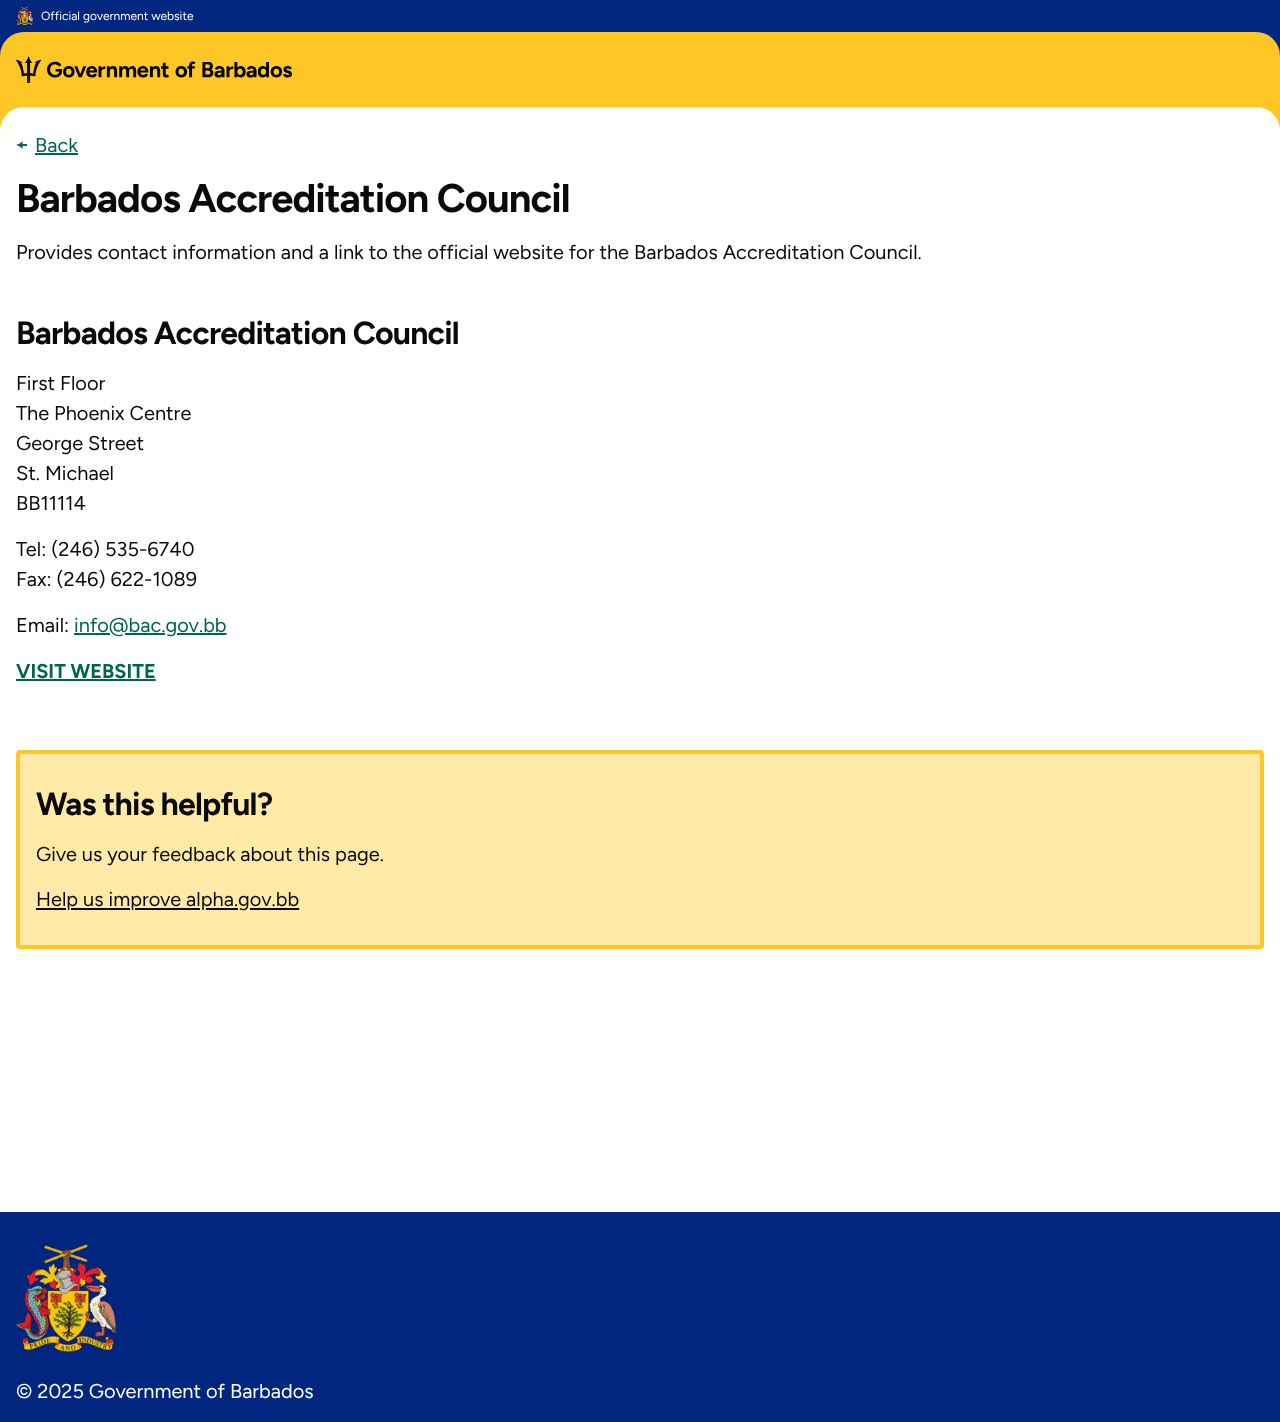 Official government website
Government of Barbados
Back
Barbados Accreditation Council
Provides contact information and a link to the official website for the Barbados Accreditation Council.
Barbados Accreditation Council
First Floor
The Phoenix Centre
George Street
St. Michael
BB11114
Tel: (246) 535-6740
Fax: (246) 622-1089
Email: info@bac.gov.bb
VISIT WEBSITE
Was this helpful?
Give us your feedback about this page.
Help us improve alpha.gov.bb
PRIDE AND INDUSTRY
© 2025 Government of Barbados